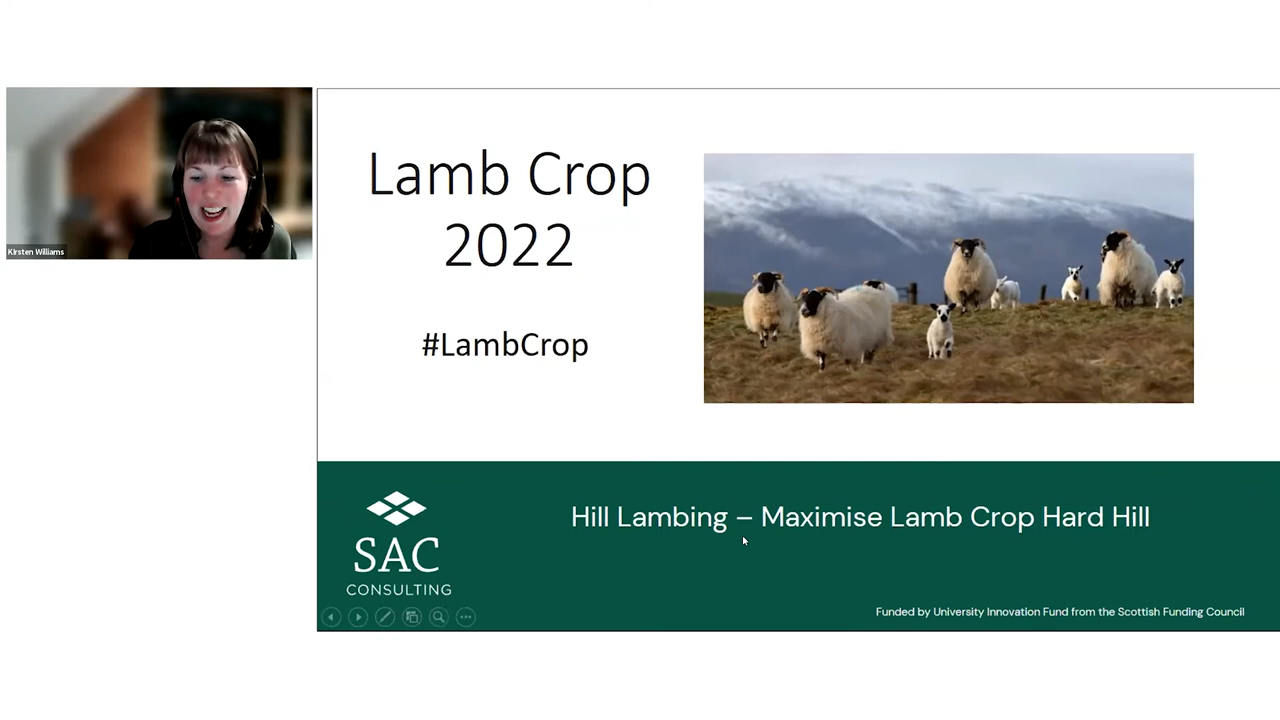 Kirsten Williams
Lamb Crop
2022
#LambCrop
SAC
CONSULTING
Hill Lambing – Maximise Lamb Crop Hard Hill
Funded by University Innovation Fund from the Scottish Funding Council